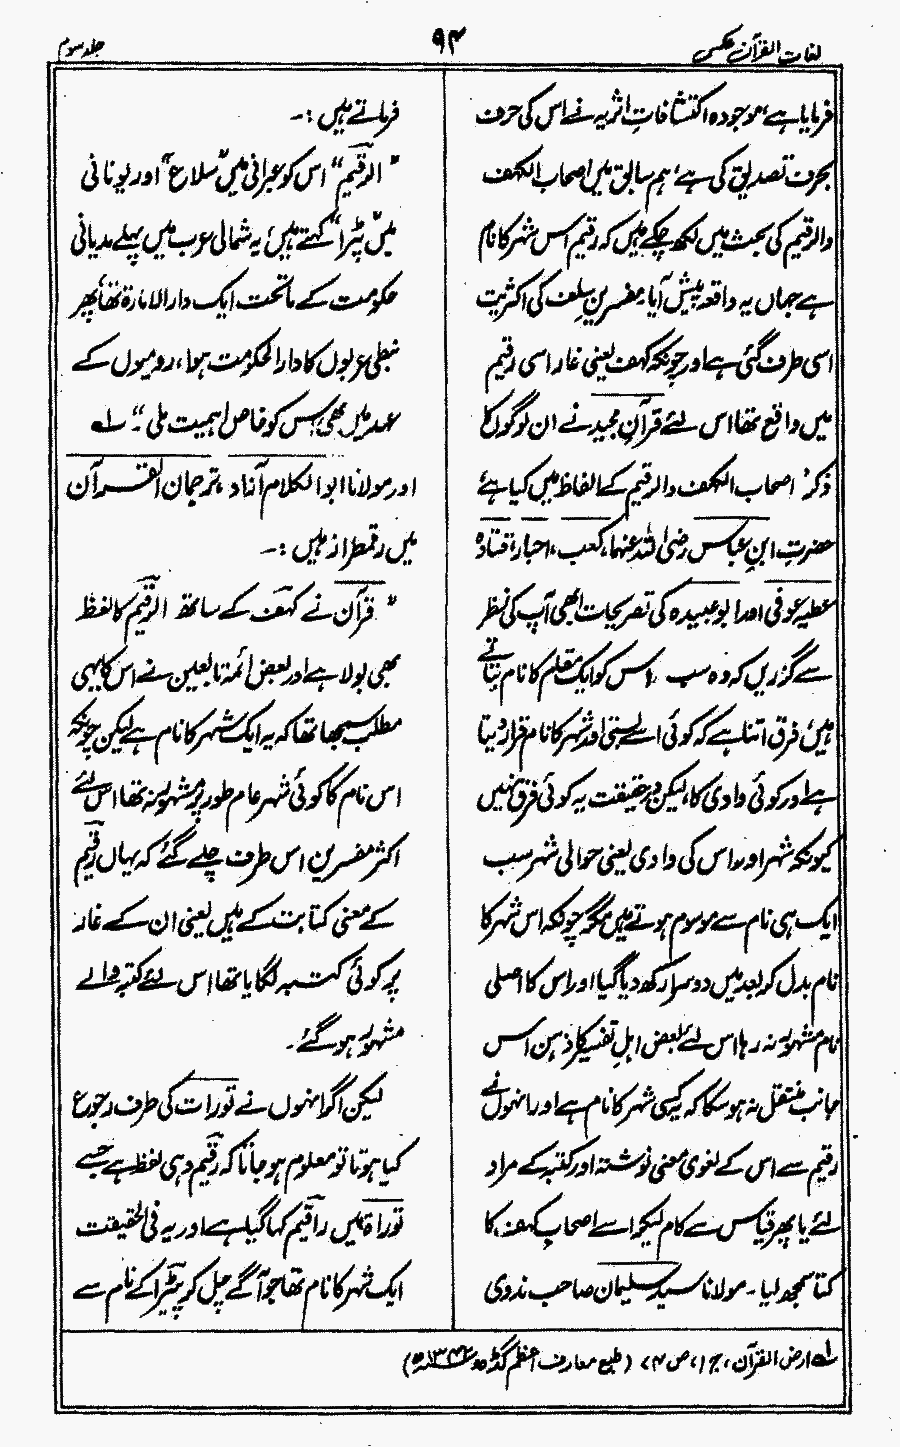 لغات القرآن عکسی
۹۴
جلد سوم
فرمایا ہے، موجودہ اکتشافاتِ اثریہ نے اس کی حرف
بحرف تصدیق کی ہے، ہم سابق میں اصحاب الکہف
والرقیم کی بحث میں لکھ چکے ہیں کہ رقیم اس شہر کا نام
ہے جہاں یہ واقعہ پیش آیا۔ مفسرینِ سلف کی اکثریت
اسی طرف گئی ہے اور چونکہ کہف یعنی غار اسی رقیم
میں واقع تھا اس لئے قرآنِ مجید نے ان لوگوں کا
ذکر "اصحاب الکہف والرقیم کے الفاظ میں کیا ہے
حضرت ابنِ عباس رضی اللہ عنہما، کعب، احبار، قتادہ
عطیہ عوفی اور ابو عبیدہ کی تصریحات بھی آپ کی نظر
سے گزریں کہ وہ سب اس کو ایک مقام کا نام بتاتے
ہیں، فرق اتنا ہے کہ کوئی اسے بستی اور شہر کا نام قرار دیتا
ہے اور کوئی وادی کا، لیکن درحقیقت یہ کوئی فرق نہیں
کیونکہ شہر اور اس کی وادی یعنی حوالی شہر سب
ایک ہی نام سے موسوم ہوتے ہیں مگر چونکہ اس شہر کا
نام بدل کر بعد میں دوسرا رکھ دیا گیا اور اس کا اصلی
نام مشہور نہ رہا اس لئے بعض اہلِ تفسیر کا ذہن اس
جانب منتقل نہ ہو سکا کہ یہ کسی شہر کا نام ہے اور انہوں نے
رقیم سے اس کے لغوی معنی نوشتہ اور کتبہ کے مراد
لئے یا پھر قیاس سے کام لیکر اسے اصحابِ کہف کا
کتا سمجھ لیا۔ مولانا سید سلیمان صاحب ندوی
فرماتے ہیں :۔
"الرقیم" اس کو عبرانی میں "سلاع" اور یونانی
میں "پٹرا" کہتے ہیں، یہ شمالی عرب میں پہلے مدیانی
حکومت کے ماتحت ایک دار الامارۃ تھا، پھر
نبطی عربوں کا دار الحکومت ہوا، رومیوں کے
عہد میں بھی اس کو خاص اہمیت ملی"۔ لہ
اور مولانا ابو الکلام آزاد، ترجمان القرآن
میں رقمطراز ہیں :۔
"قرآن نے کہف کے ساتھ الرقیم کا لفظ
بھی بولا ہے اور بعض ائمہ تابعین نے اس کا یہی
مطلب سمجھا تھا کہ یہ ایک شہر کا نام ہے لیکن چونکہ
اس نام کا کوئی شہر عام طور پر مشہور نہ تھا اس لئے
اکثر مفسرین اس طرف چلے گئے کہ یہاں رقیم
کے معنی کتابت کے ہیں یعنی ان کے غار
پر کوئی کتبہ لگایا تھا اس لئے کتبہ والے
مشہور ہو گئے۔
لیکن اگر انہوں نے تورات کی طرف رجوع
کیا ہوتا تو معلوم ہو جاتا کہ رقیم وہی لفظ ہے جسے
توراۃ میں راقیم کہا گیا ہے اور یہ فی الحقیقت
ایک شہر کا نام تھا جو آگے چل کر پٹیرا کے نام سے
لہ ارض القرآن، ج ۱، ص ۷۴ (طبع معارف اعظم گڈھ ۱۳۴۲ھ)